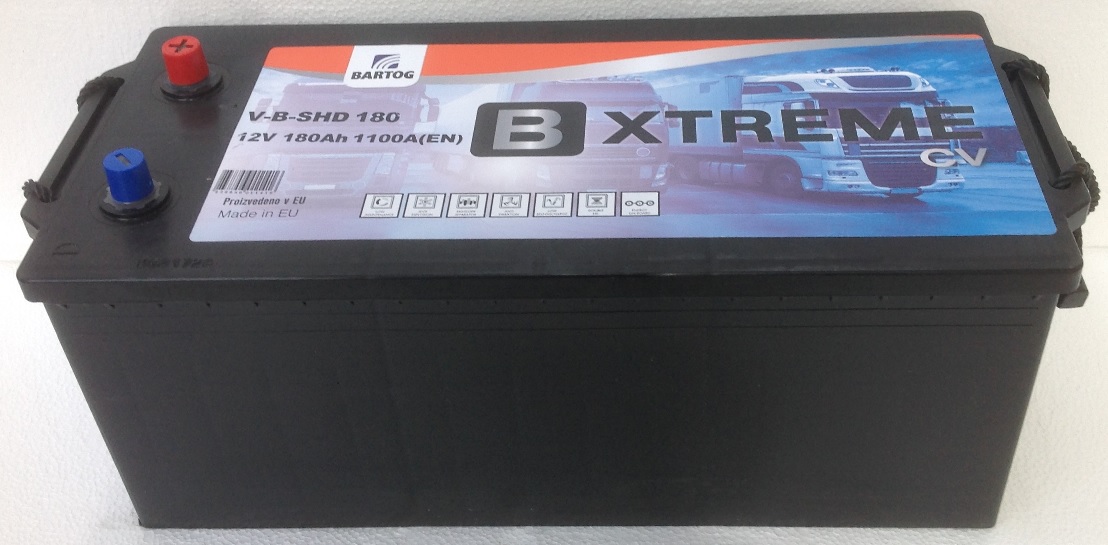 BARTOG
V-B-SHD 180
12V 180Ah 1100A(EN)
B XTREME
CV
Proizvedeno v EU
Made in EU